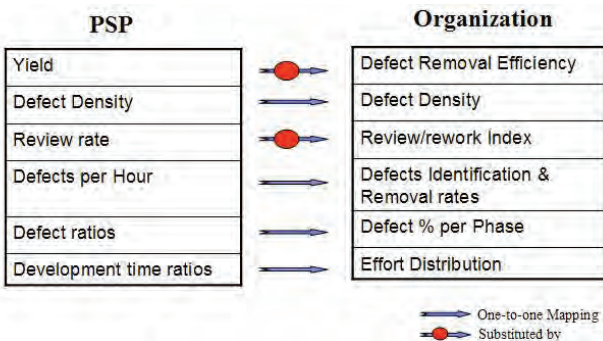 PSP
Organization
Yield
Defect Removal Efficiency
Defect Density
Defect Density
Review rate
Review/rework Index
Defects per Hour
Defects Identification &
Removal rates
Defect ratios
Defect % per Phase
Development time ratios
Effort Distribution
One-to-one Mapping
Substituted by